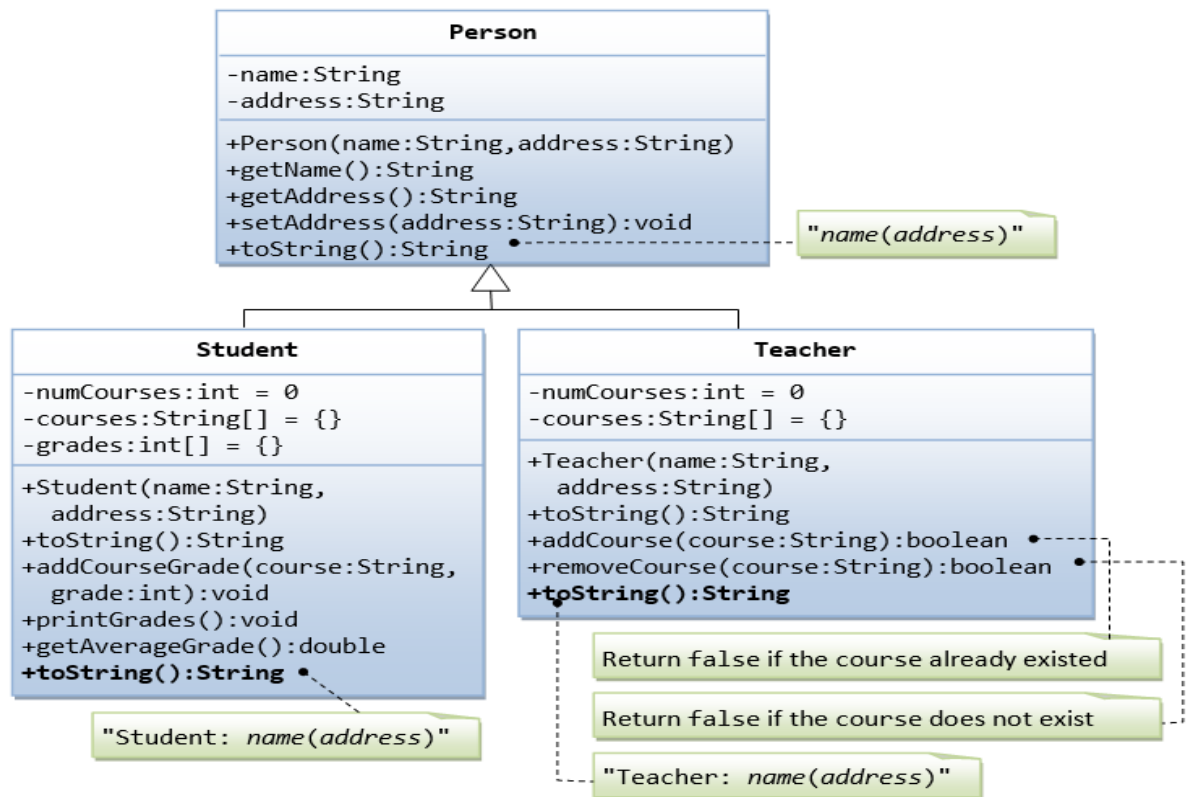 Person
-name:String
-address:String
+Person(name:String,address:String)
+getName():String
+getAddress():String
+setAddress(address:String):void
+toString():String
"name(address)"
Student
-numCourses:int = 0
-courses:String[] = {}
-grades:int[] = {}
+Student(name:String,
address:String)
+toString():String
+addCourseGrade(course:String,
grade:int):void
+printGrades():void
+getAverageGrade():double
+toString():String
"Student: name(address)"
Teacher
-numCourses:int = 0
-courses:String[] = {}
+Teacher(name:String,
address:String)
+toString():String
+addCourse(course:String):boolean
+removeCourse(course:String):boolean
+toString():String
Return false if the course already existed
Return false if the course does not exist
"Teacher: name(address)"